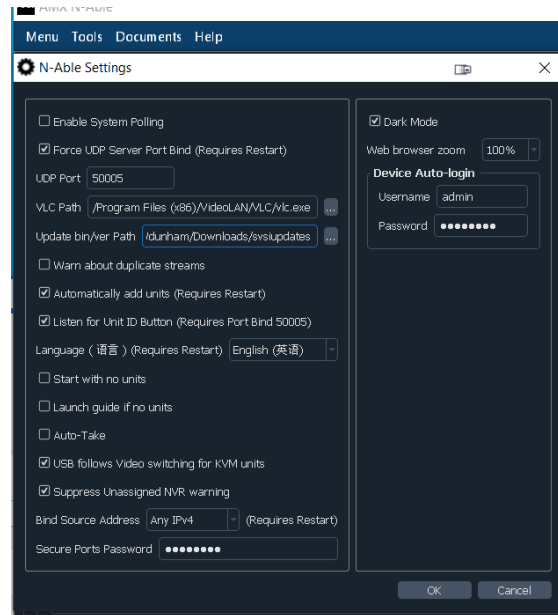 AMX N-Able
Menu Tools Documents Help
N-Able Settings
Enable System Polling
Force UDP Server Port Bind (Requires Restart)
UDP Port 50005
VLC Path /Program Files (x86)/VideoLAN/VLC/vlc.exe ...
Update bin/ver Path /dunham/Downloads/svsiupdates ...
Warn about duplicate streams
Automatically add units (Requires Restart)
Listen for Unit ID Button (Requires Port Bind 50005)
Language ( 语言 ) (Requires Restart) English (英语)
Start with no units
Launch guide if no units
Auto-Take
USB follows Video switching for KVM units
Suppress Unassigned NVR warning
Bind Source Address Any IPv4 (Requires Restart)
Secure Ports Password ●●●●●●●●
Dark Mode
Web browser zoom 100%
Device Auto-login
Username admin
Password ●●●●●●●●
OK Cancel